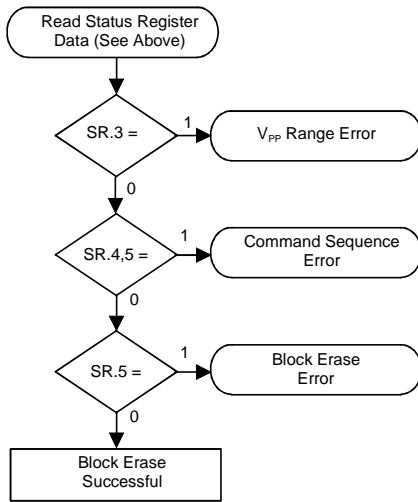 Read Status Register
Data (See Above)
SR.3 =
1
V_PP Range Error
0
SR.4,5 =
1
Command Sequence
Error
0
SR.5 =
1
Block Erase
Error
0
Block Erase
Successful